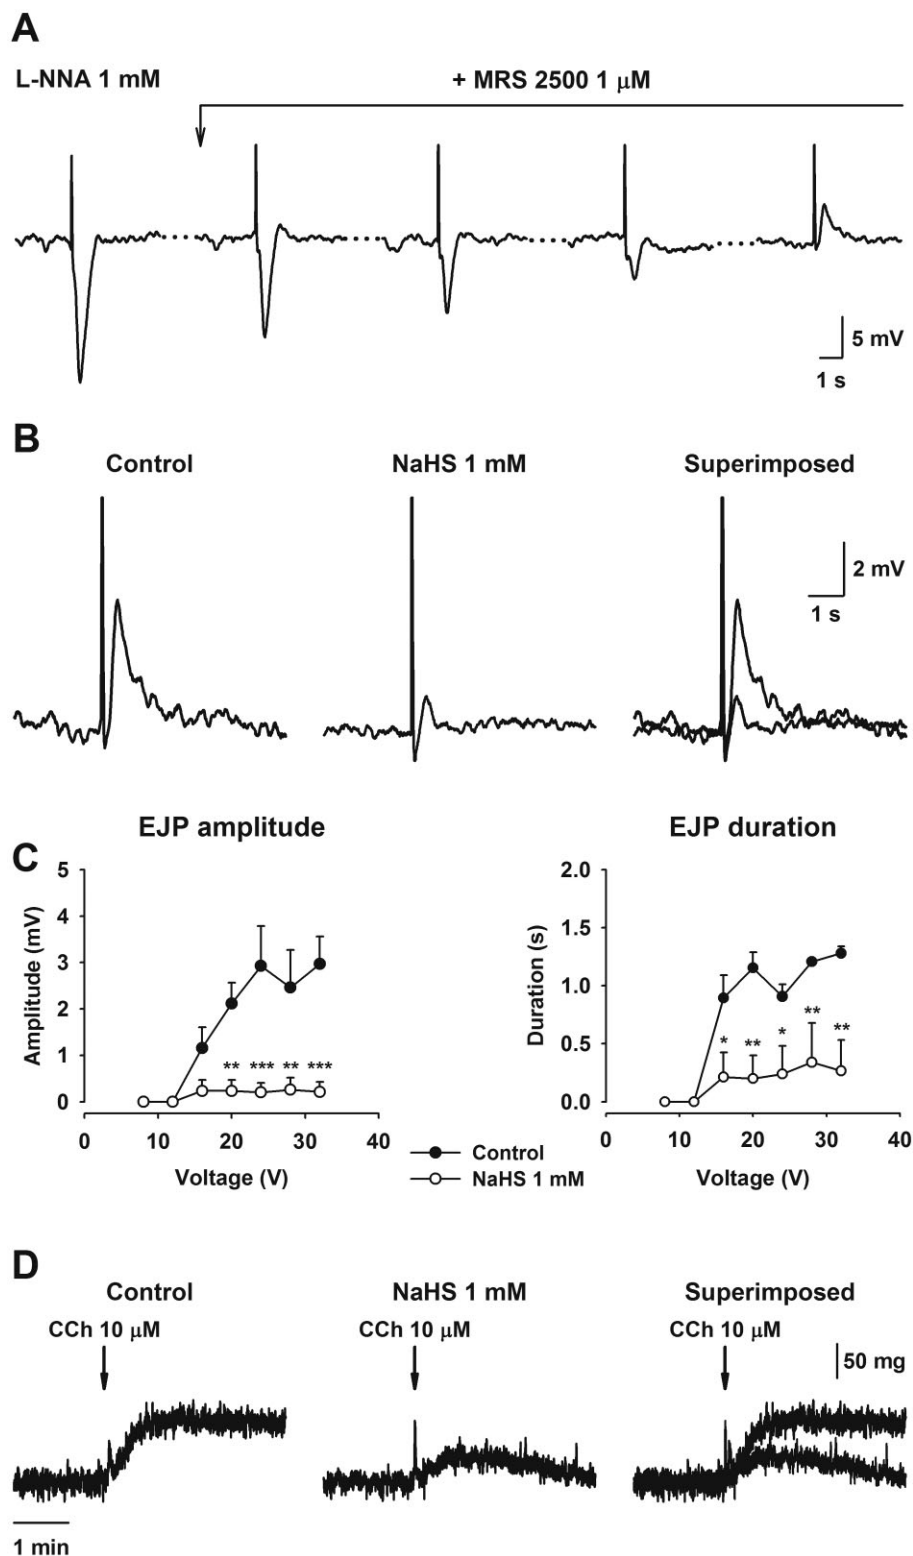 A
L-NNA 1 mM
+ MRS 2500 1 μM
5 mV
1 s
B
Control
NaHS 1 mM
Superimposed
2 mV
1 s
C
EJP amplitude
EJP duration
Amplitude (mV)
5
4
3
2
1
0
** *** ** ***
0 10 20 30 40
Voltage (V)
Duration (s)
2.0
1.5
1.0
0.5
0.0
* ** * ** **
0 10 20 30 40
Voltage (V)
Control
NaHS 1 mM
D
Control
NaHS 1 mM
Superimposed
CCh 10 μM
CCh 10 μM
CCh 10 μM
50 mg
1 min